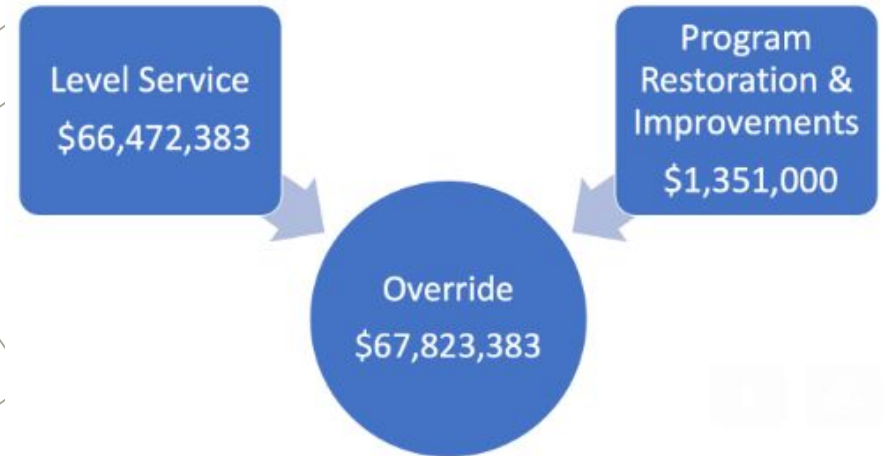 Level Service
$66,472,383
Program
Restoration &
Improvements
$1,351,000
Override
$67,823,383